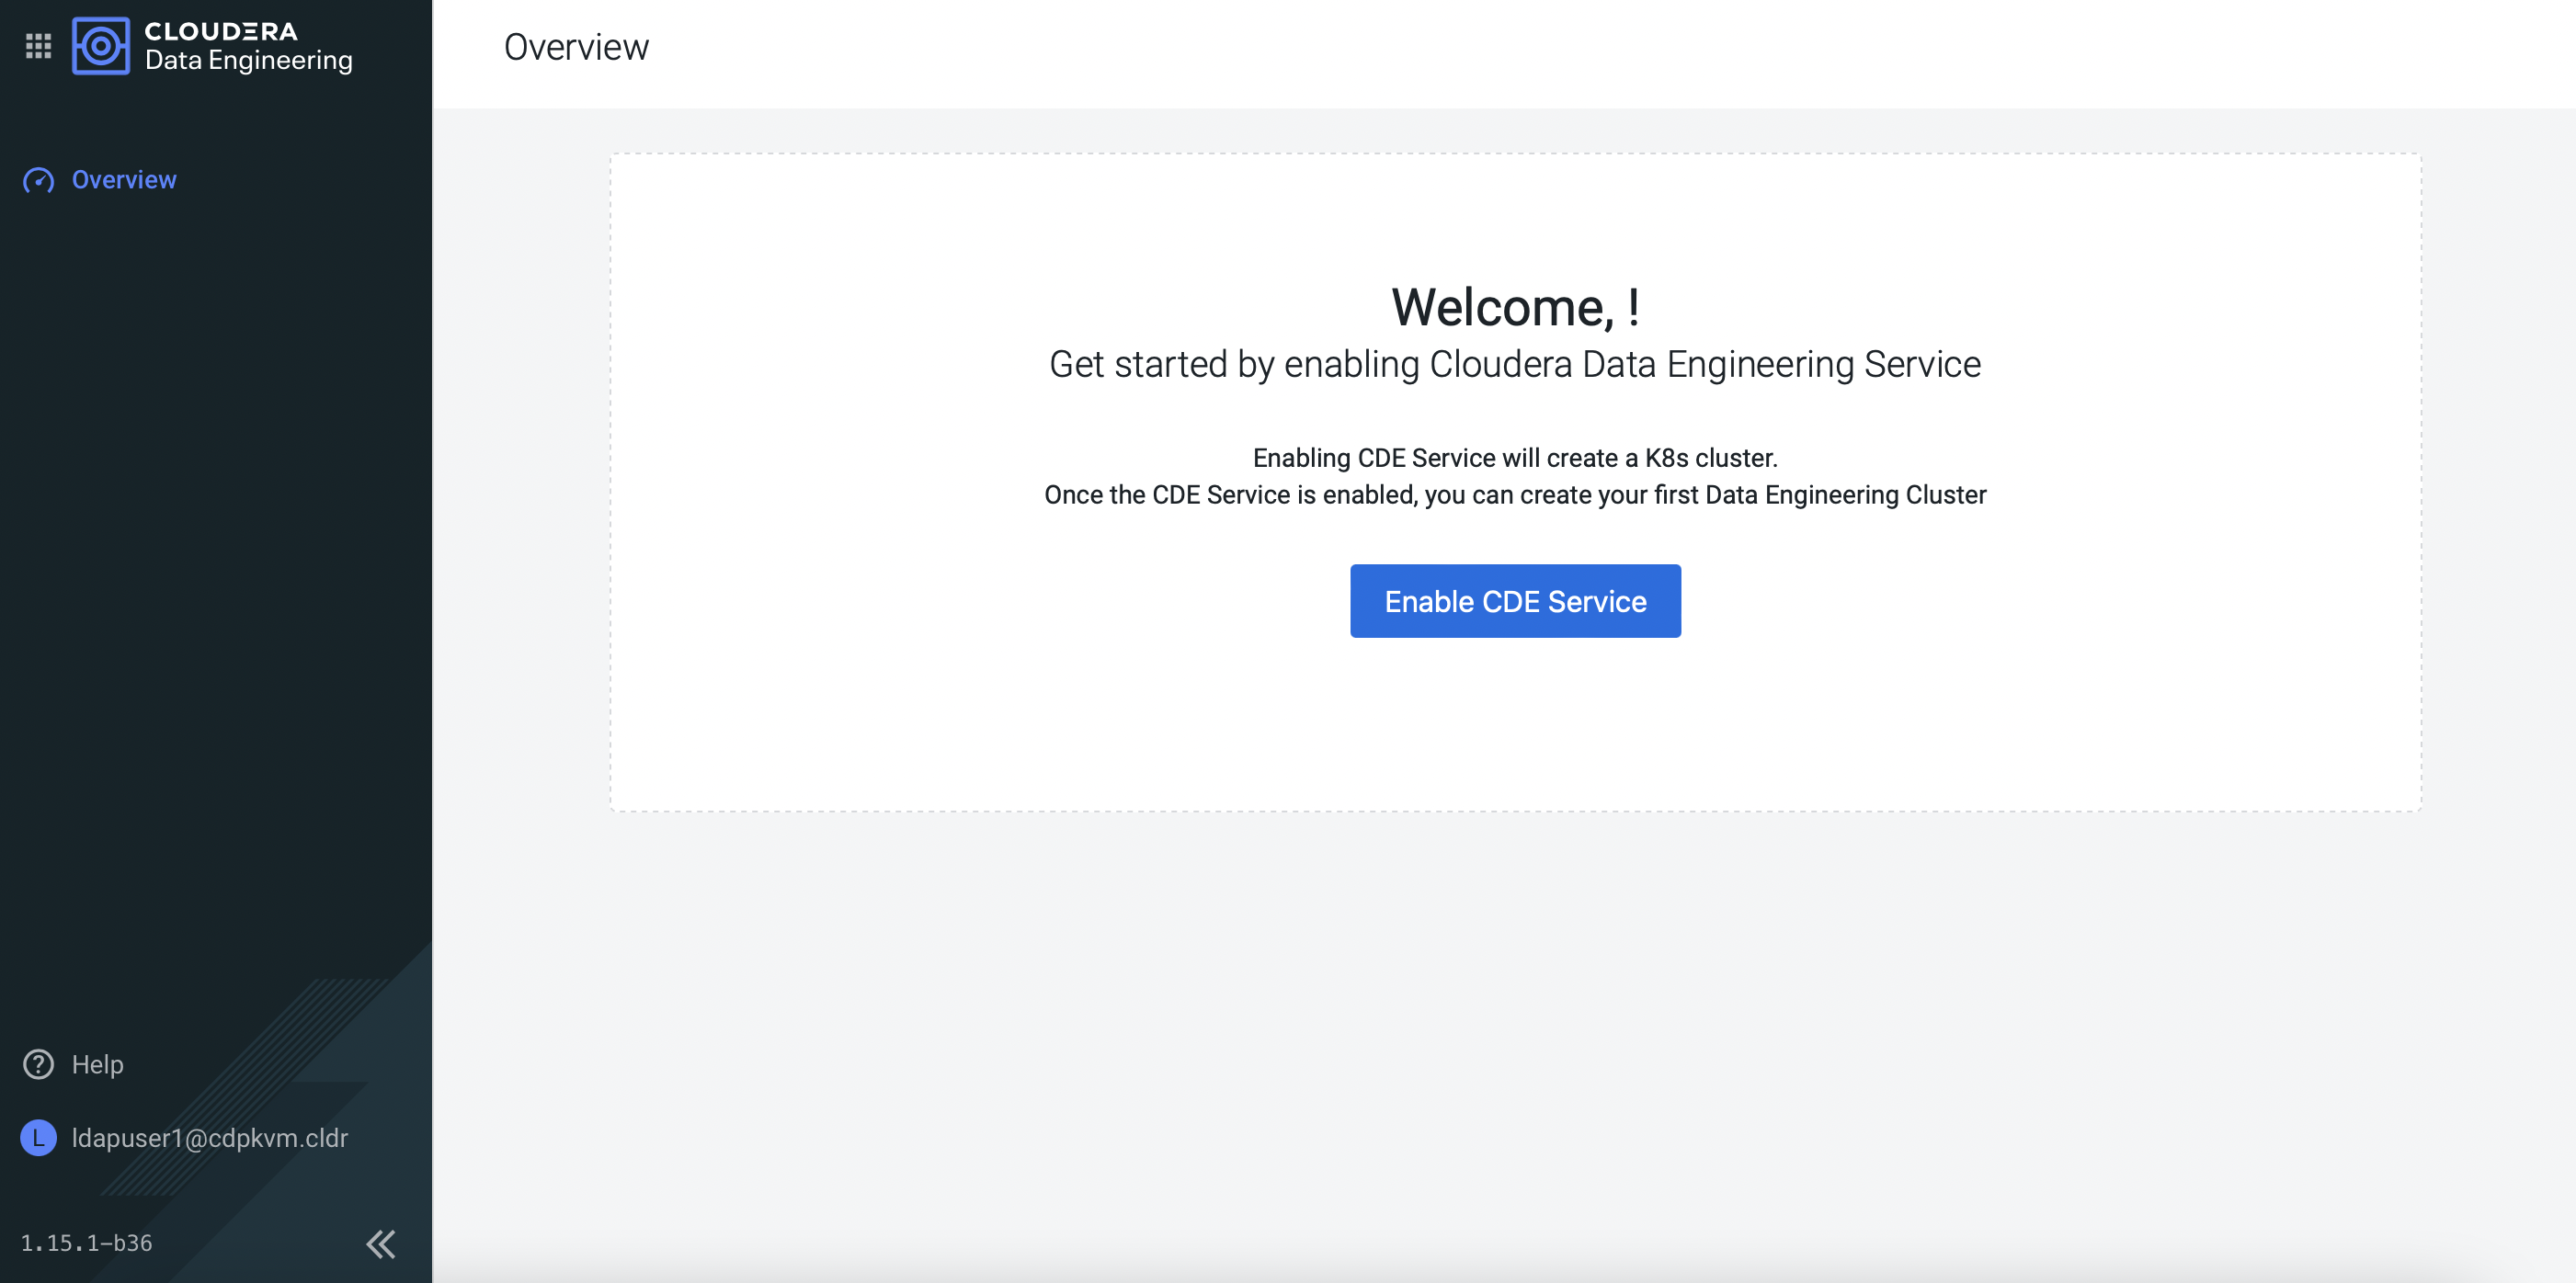 CLOUDERA
Data Engineering
Overview
Help
L
ldapuser1@cdpkvm.cldr
1.15.1-b36
Overview
Welcome, !
Get started by enabling Cloudera Data Engineering Service
Enabling CDE Service will create a K8s cluster.
Once the CDE Service is enabled, you can create your first Data Engineering Cluster
Enable CDE Service